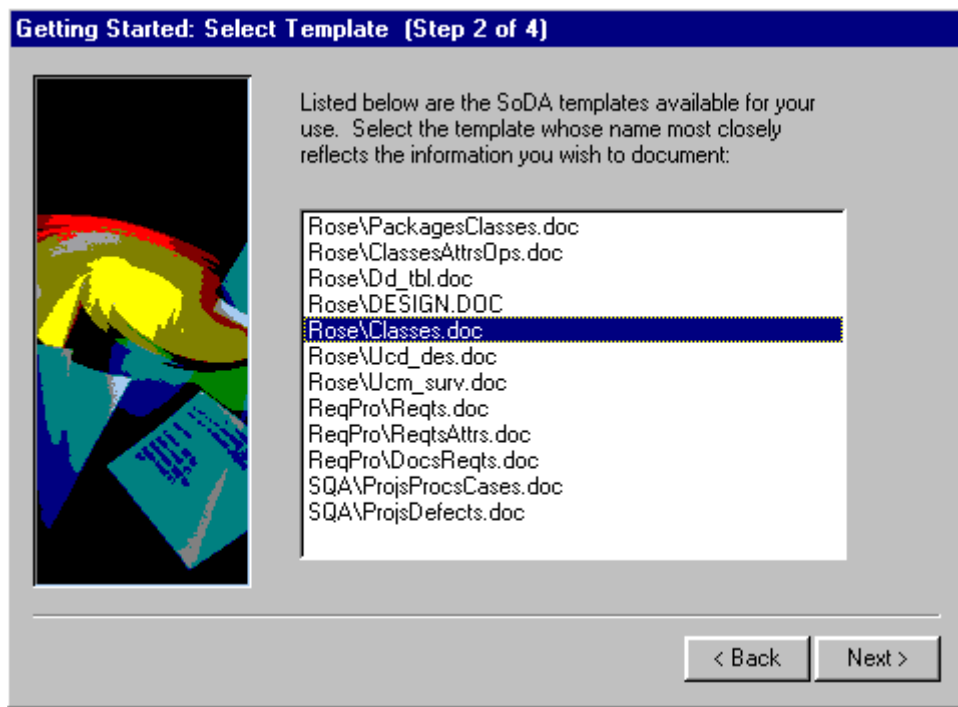 Getting Started: Select Template (Step 2 of 4)
Listed below are the SoDA templates available for your
use. Select the template whose name most closely
reflects the information you wish to document:
Rose\PackagesClasses.doc
Rose\ClassesAttrsOps.doc
Rose\Dd_tbl.doc
Rose\DESIGN.DOC
Rose\Classes.doc
Rose\Ucd_des.doc
Rose\Ucm_surv.doc
ReqPro\Reqts.doc
ReqPro\ReqtsAttrs.doc
ReqPro\DocsReqts.doc
SQA\ProjsProcsCases.doc
SQA\ProjsDefects.doc
< Back
Next >